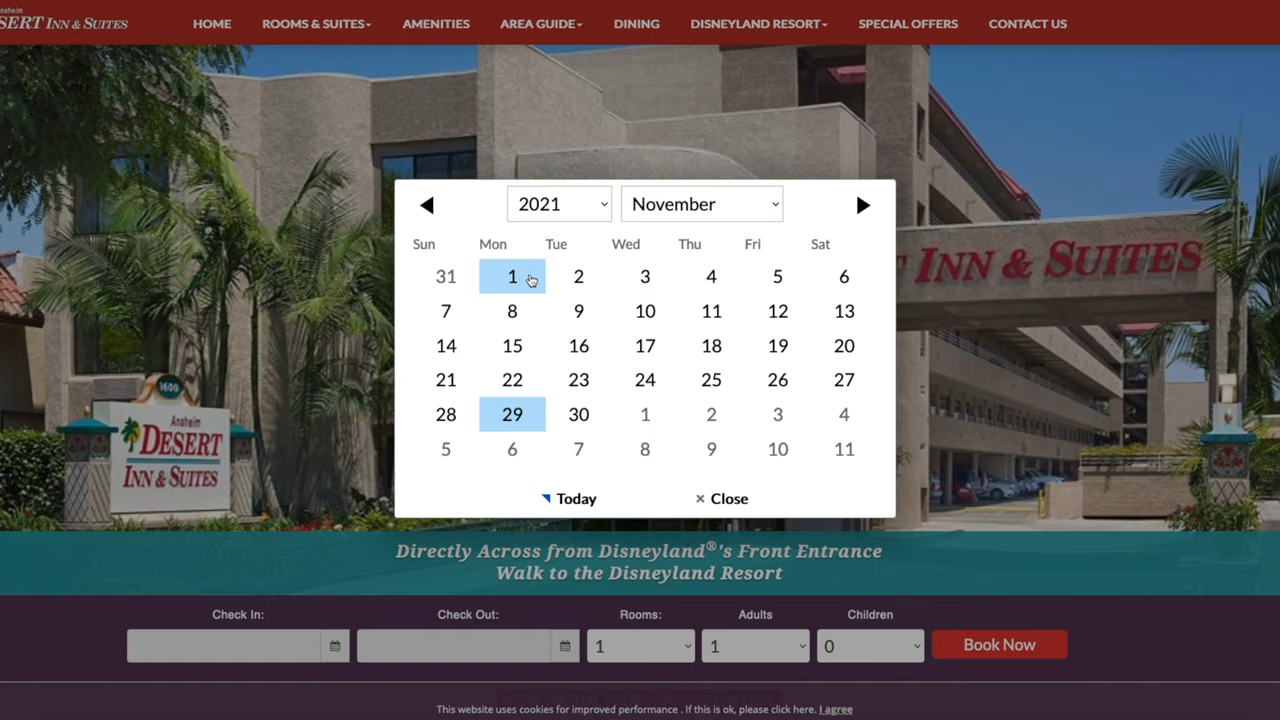 Anaheim
DESERT INN & SUITES
HOME
ROOMS & SUITES
AMENITIES
AREA GUIDE
DINING
DISNEYLAND RESORT
SPECIAL OFFERS
CONTACT US
2021
November
Sun Mon Tue Wed Thu Fri Sat
31 1 2 3 4 5 6
7 8 9 10 11 12 13
14 15 16 17 18 19 20
21 22 23 24 25 26 27
28 29 30 1 2 3 4
5 6 7 8 9 10 11
Today
Close
INN & SUITES
1600
Anaheim
DESERT
INN & SUITES
Directly Across from Disneyland®'s Front Entrance
Walk to the Disneyland Resort
Check In:
Check Out:
Rooms:
Adults
Children
1
1
0
Book Now
This website uses cookies for improved performance . If this is ok, please click here. I agree